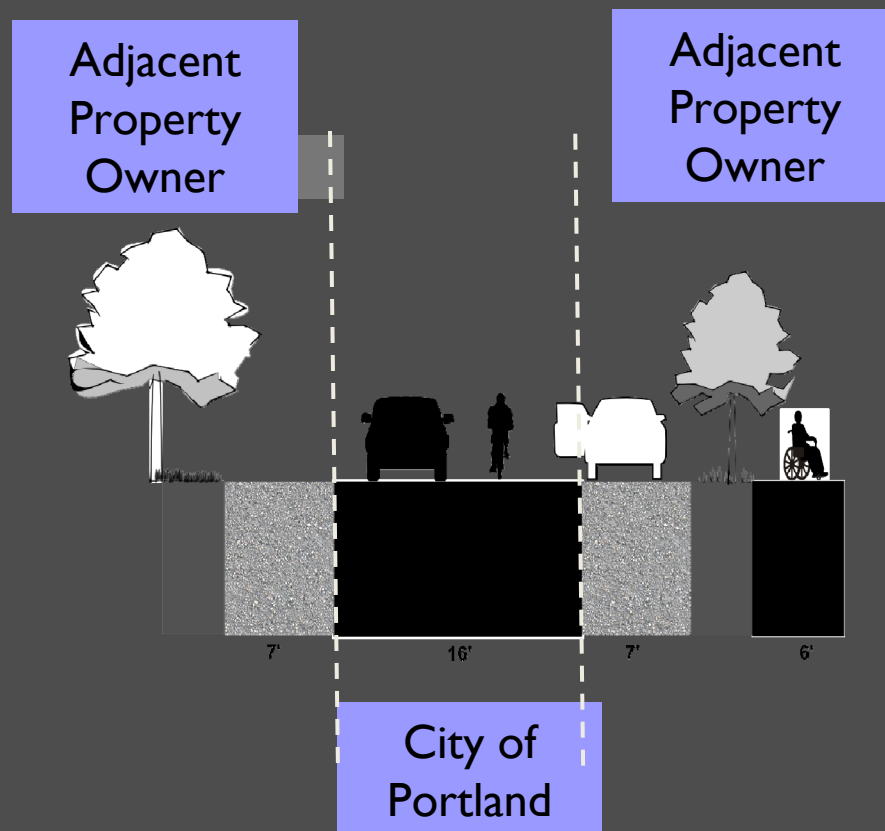 Adjacent
Property
Owner
Adjacent
Property
Owner
7'
16'
7'
6'
City of
Portland